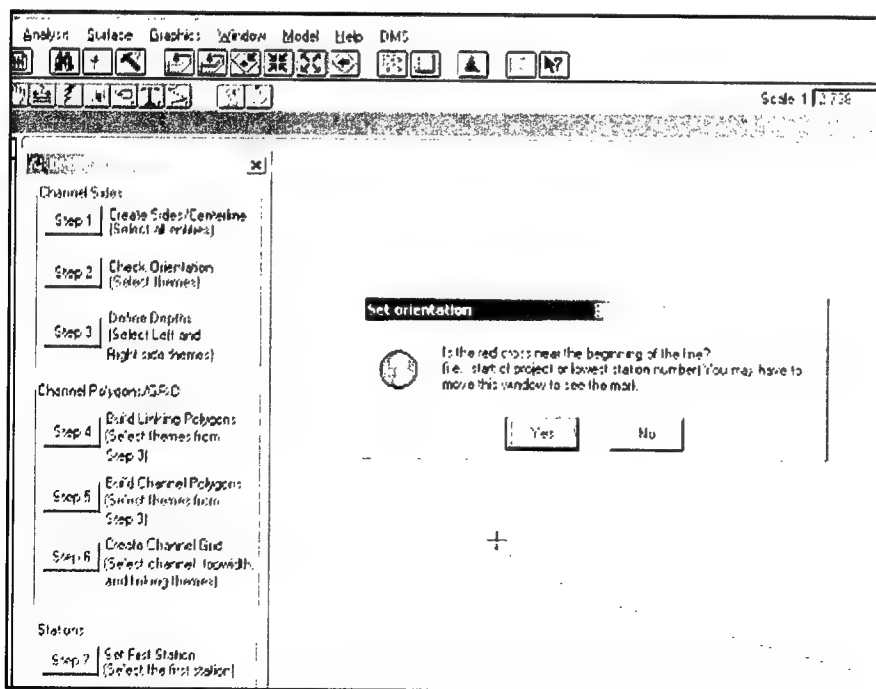 Analysis Surface Graphics Window Model Help DMS
Scale 1:
Channel Sides
Step 1 Create Sides/Centerline
(Select all entities)
Step 2 Check Orientation
(Select themes)
Step 3 Define Depths
(Select Left and
Right side themes)
Channel Polygons/GRID
Step 4 Build Linking Polygons
(Select themes from
Step 3)
Step 5 Build Channel Polygons
(Select themes from
Step 3)
Step 6 Create Channel Grid
(Select channel, topwidth,
and linking themes)
Stations
Step 7 Set First Station
(Select the first station)
Set orientation
Is the red cross near the beginning of the line?
(i.e. start of project or lowest station number) You may have to
move this window to see the mark.
Yes No